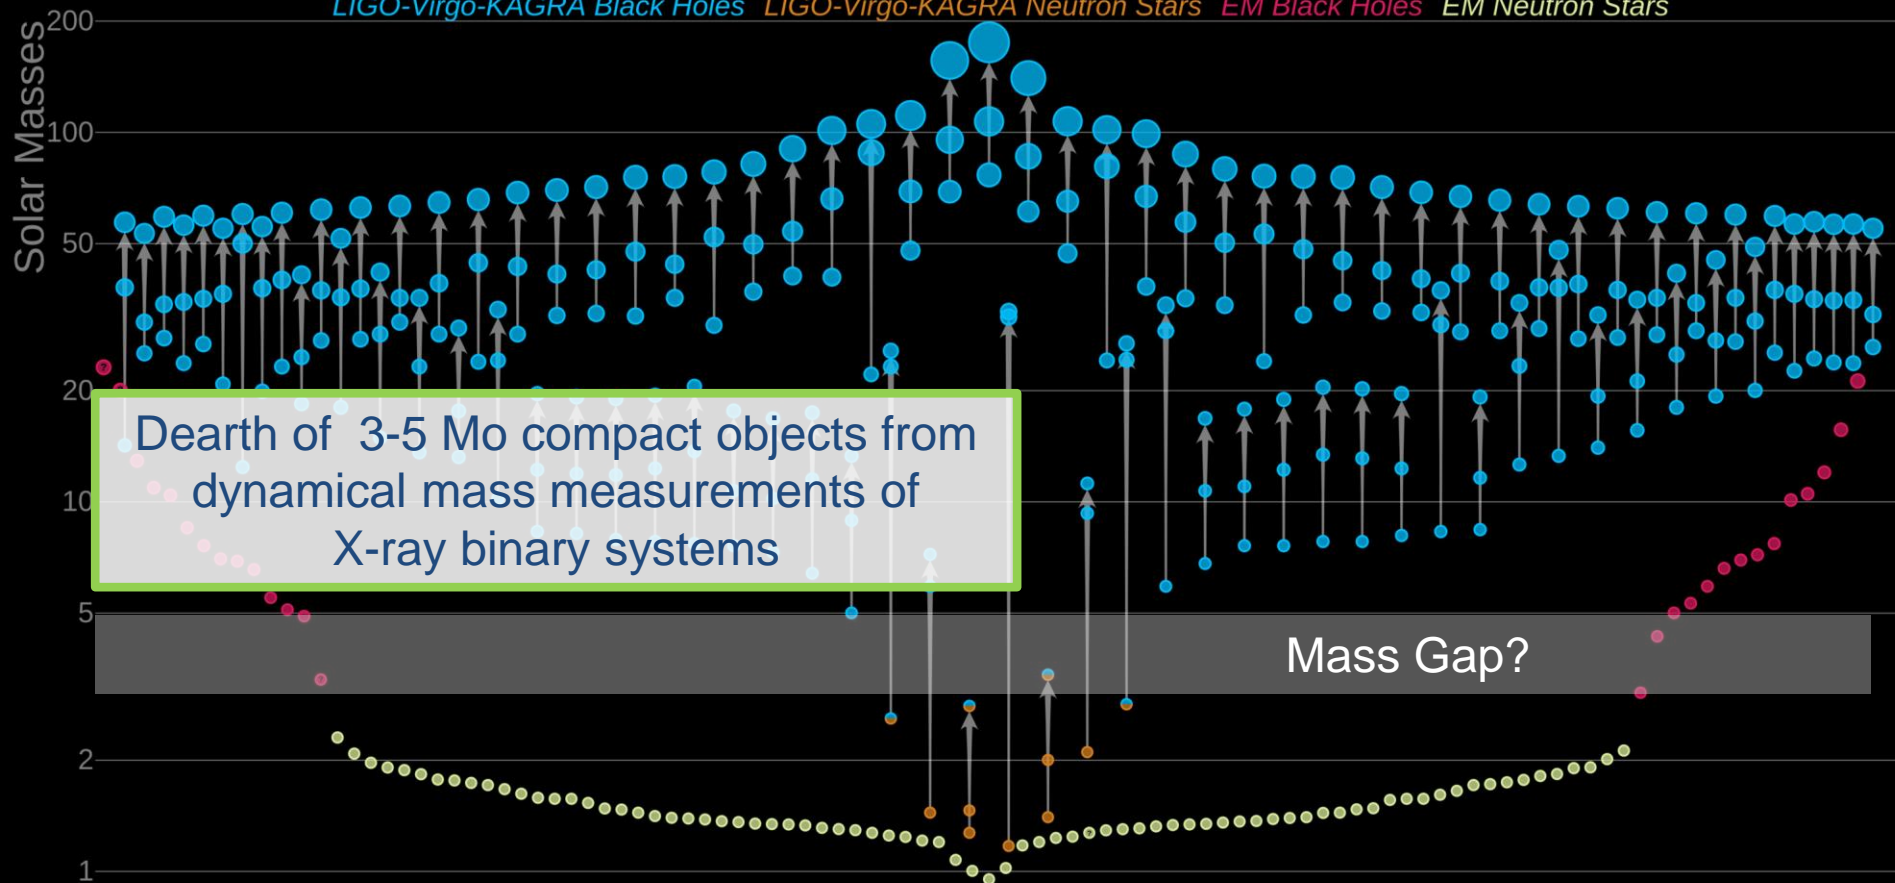 LIGO-Virgo-KAGRA Black Holes LIGO-Virgo-KAGRA Neutron Stars EM Black Holes EM Neutron Stars
Solar Masses
200
100
50
20
Dearth of 3-5 Mo compact objects from
dynamical mass measurements of
X-ray binary systems
10
5
Mass Gap?
2
1